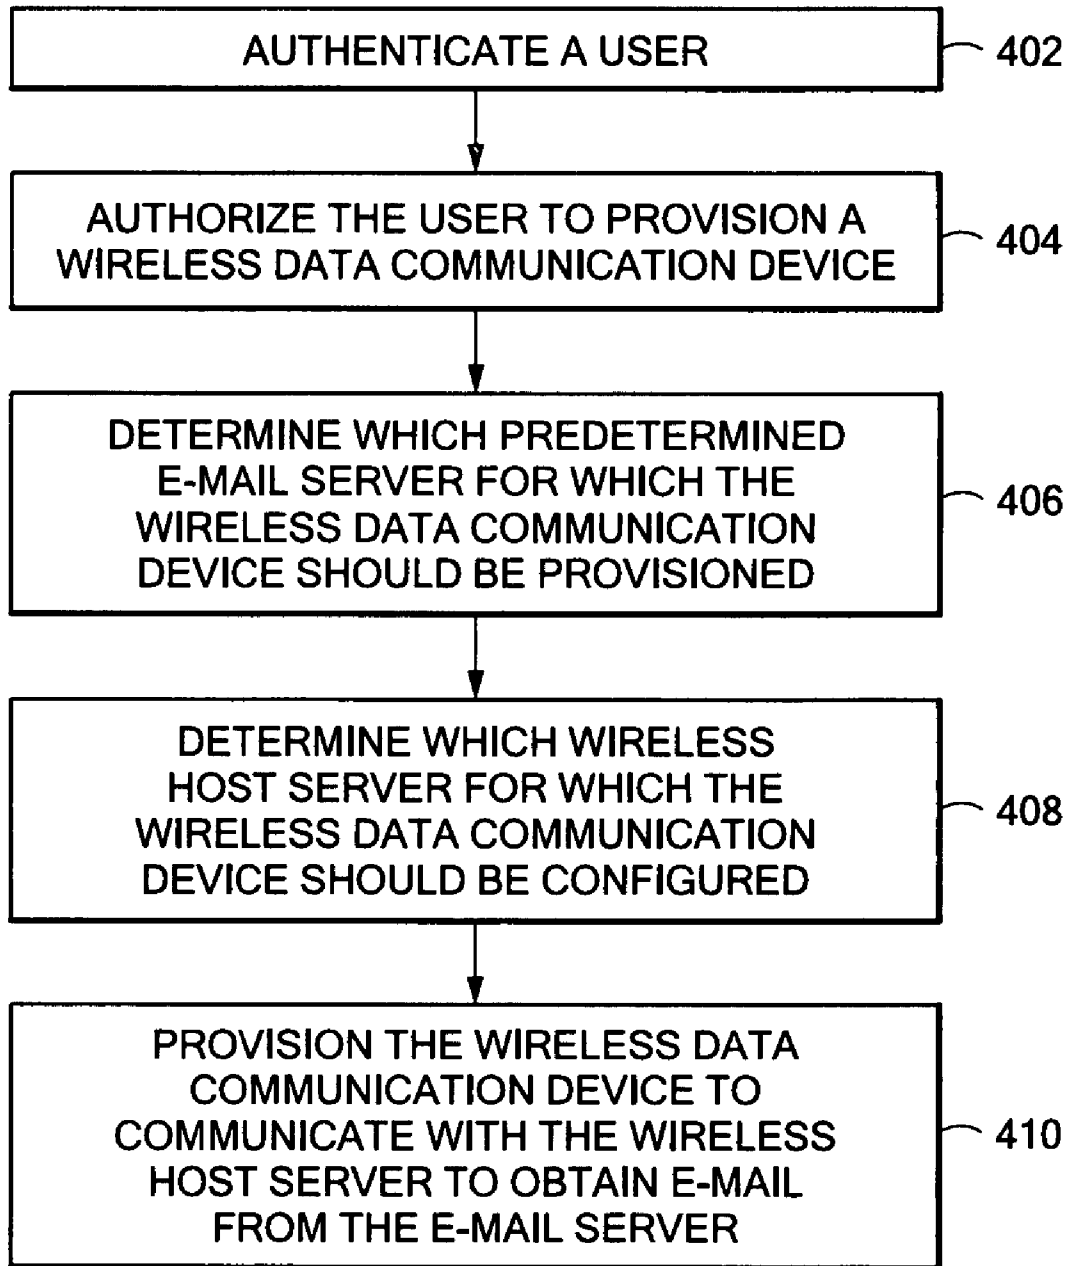 AUTHENTICATE A USER
402
AUTHORIZE THE USER TO PROVISION A
WIRELESS DATA COMMUNICATION DEVICE
404
DETERMINE WHICH PREDETERMINED
E-MAIL SERVER FOR WHICH THE
WIRELESS DATA COMMUNICATION
DEVICE SHOULD BE PROVISIONED
406
DETERMINE WHICH WIRELESS
HOST SERVER FOR WHICH THE
WIRELESS DATA COMMUNICATION
DEVICE SHOULD BE CONFIGURED
408
PROVISION THE WIRELESS DATA
COMMUNICATION DEVICE TO
COMMUNICATE WITH THE WIRELESS
HOST SERVER TO OBTAIN E-MAIL
FROM THE E-MAIL SERVER
410